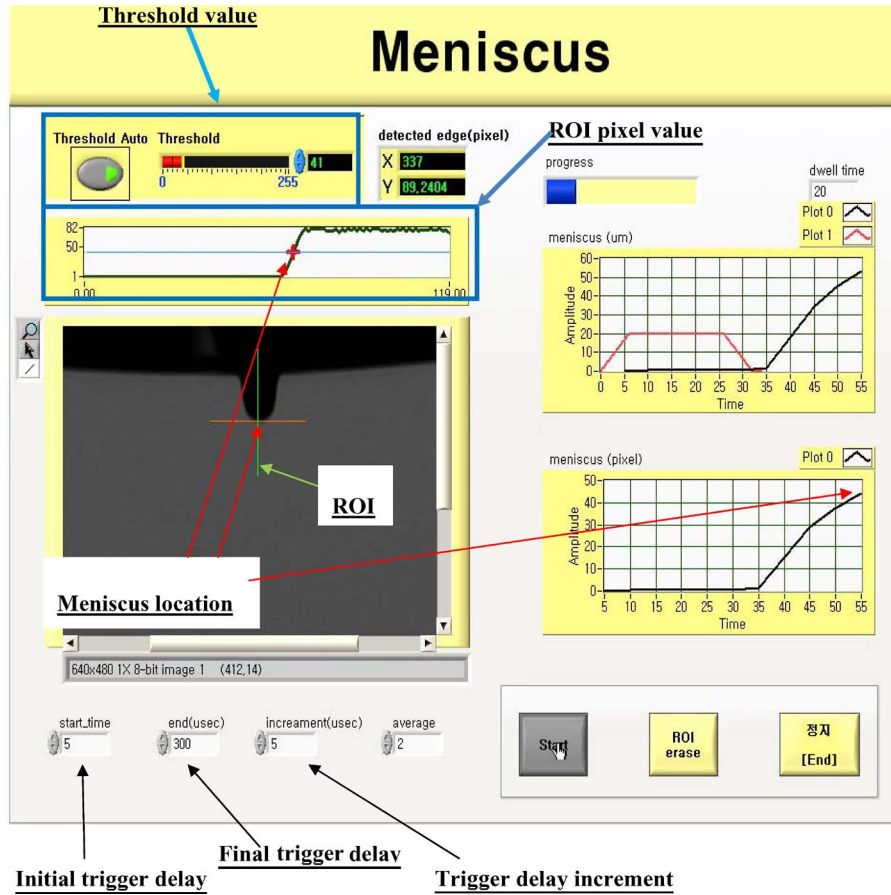 Threshold value
Meniscus
Threshold Auto
Threshold
41
0
255
detected edge(pixel)
X 337
Y 89,2404
ROI pixel value
progress
dwell time
20
Plot 0
Plot 1
82
50
1
0.00
119.00
meniscus (um)
60
50
40
30
20
10
0
Amplitude
0 5 10 15 20 25 30 35 40 45 50 55
Time
ROI
Meniscus location
640x480 1X 8-bit image 1 (412,14)
meniscus (pixel)
Plot 0
50
40
30
20
10
0
Amplitude
5 10 15 20 25 30 35 40 45 50 55
Time
start_time
5
end(usec)
300
increament(usec)
5
average
2
Start
ROI
erase
정지
[End]
Initial trigger delay
Final trigger delay
Trigger delay increment